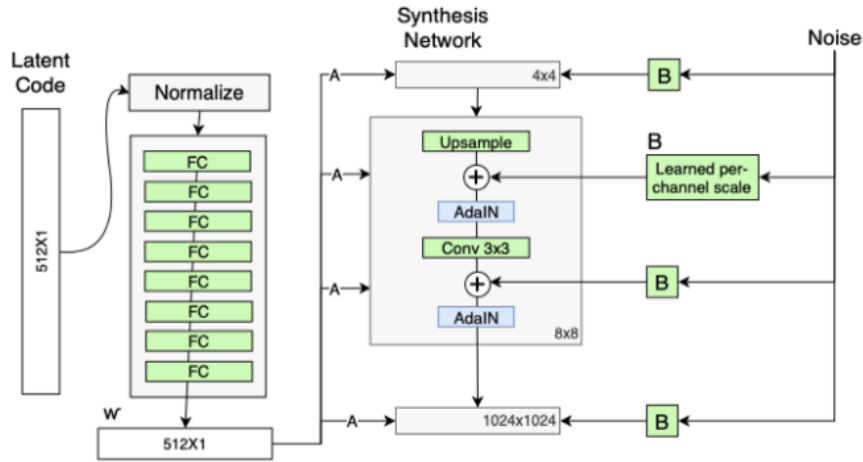 Latent
Code
512X1
Normalize
FC
FC
FC
FC
FC
FC
FC
FC
W
512X1
Synthesis
Network
A
4x4
B
Noise
A
Upsample
+
AdaIN
Conv 3x3
A
+
AdaIN
8x8
B
Learned per-
channel scale
B
A
1024x1024
B